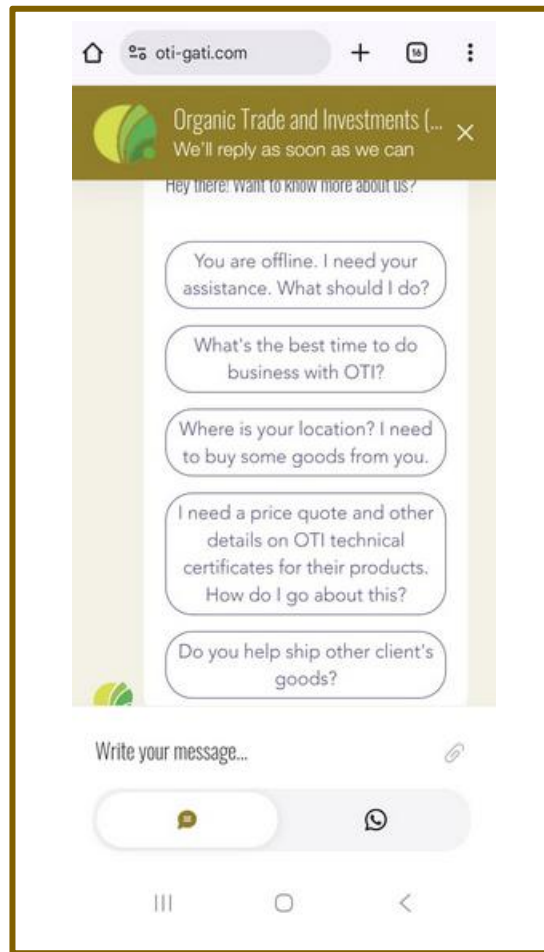 oti-gati.com
16
Organic Trade and Investments (...
We'll reply as soon as we can
Hey there! Want to know more about us?
You are offline. I need your
assistance. What should I do?
What's the best time to do
business with OTI?
Where is your location? I need
to buy some goods from you.
I need a price quote and other
details on OTI technical
certificates for their products.
How do I go about this?
Do you help ship other client's
goods?
Write your message...